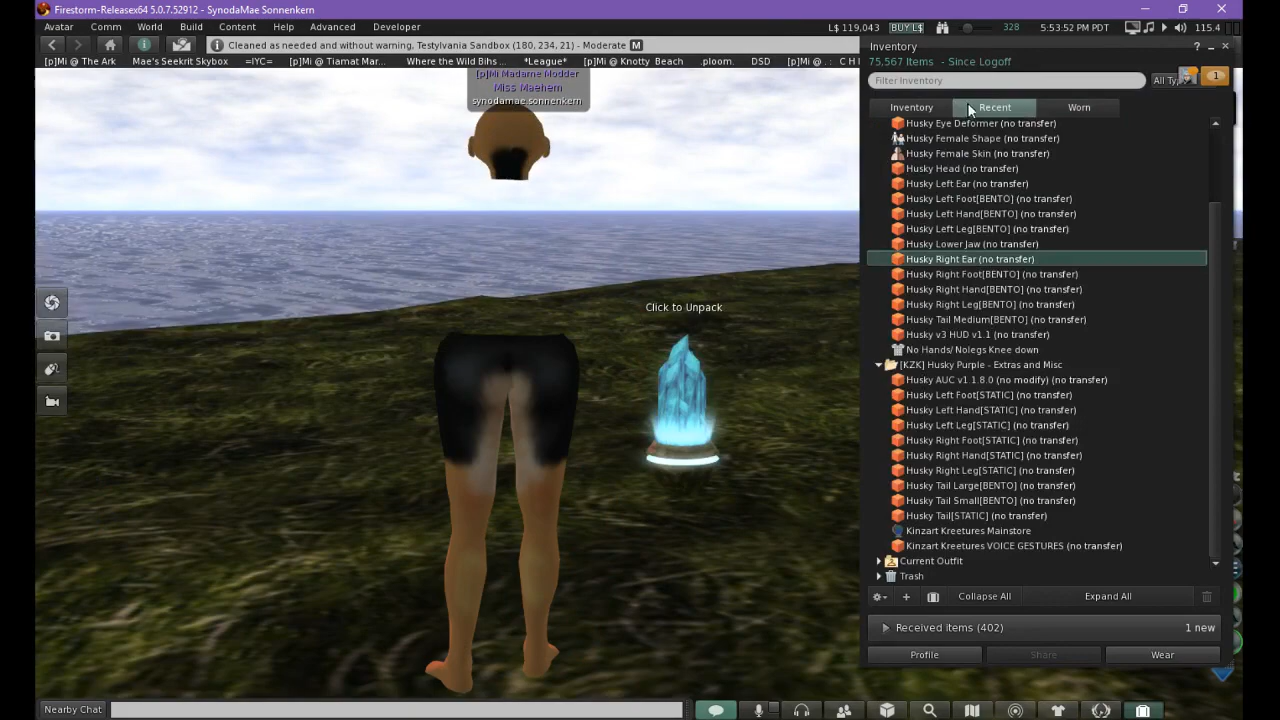 Firestorm-Releasex64 5.0.7.52912 - SynodaMae Sonnenkern
Avatar Comm World Build Content Help Advanced Developer L$ 119,043 BUY L$ 328 5:53:52 PM PDT 115.4
Cleaned as needed and without warning, Testylvania Sandbox (180, 234, 21) - Moderate M
[p]Mi @ The Ark Mae's Seekrit Skybox =IYC= [p]Mi @ Tiamat Mar... Where the Wild Bihs ... *League* [p]Mi @ Knotty Beach .ploom. DSD [p]Mi @ . : C H
[p]Mi Madame Modder
Miss Maehem
synodamae.sonnenkern
Click to Unpack
Inventory
75,567 Items - Since Logoff
Filter Inventory All Typ 1
Inventory Recent Worn
Husky Eye Deformer (no transfer)
Husky Female Shape (no transfer)
Husky Female Skin (no transfer)
Husky Head (no transfer)
Husky Left Ear (no transfer)
Husky Left Foot[BENTO] (no transfer)
Husky Left Hand[BENTO] (no transfer)
Husky Left Leg[BENTO] (no transfer)
Husky Lower Jaw (no transfer)
Husky Right Ear (no transfer)
Husky Right Foot[BENTO] (no transfer)
Husky Right Hand[BENTO] (no transfer)
Husky Right Leg[BENTO] (no transfer)
Husky Tail Medium[BENTO] (no transfer)
Husky v3 HUD v1.1 (no transfer)
No Hands/ Nolegs Knee down
[KZK] Husky Purple - Extras and Misc
Husky AUC v1.1.8.0 (no modify) (no transfer)
Husky Left Foot[STATIC] (no transfer)
Husky Left Hand[STATIC] (no transfer)
Husky Left Leg[STATIC] (no transfer)
Husky Right Foot[STATIC] (no transfer)
Husky Right Hand[STATIC] (no transfer)
Husky Right Leg[STATIC] (no transfer)
Husky Tail Large[BENTO] (no transfer)
Husky Tail Small[BENTO] (no transfer)
Husky Tail[STATIC] (no transfer)
Kinzart Kreetures Mainstore
Kinzart Kreetures VOICE GESTURES (no transfer)
Current Outfit
Trash
Collapse All Expand All
Received Items (402) 1 new
Profile Share Wear
Nearby Chat